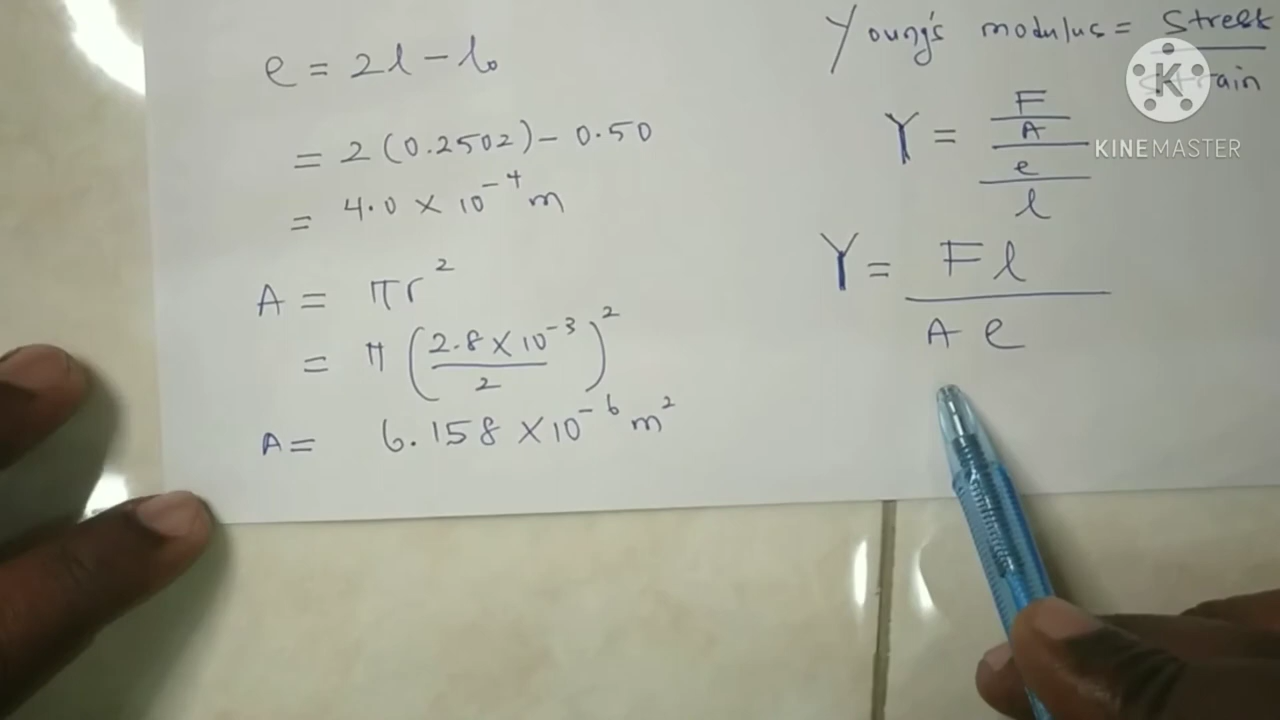 e = 2l - l₀
= 2(0.2502) - 0.50
= 4.0 × 10⁻⁴ m
A = πr²
= π (2.8 × 10⁻³ / 2)²
A = 6.158 × 10⁻⁶ m²
Young's modulus = Stress / Strain
Y = F/A / e/l
Y = Fl / Ae
K
KINEMASTER